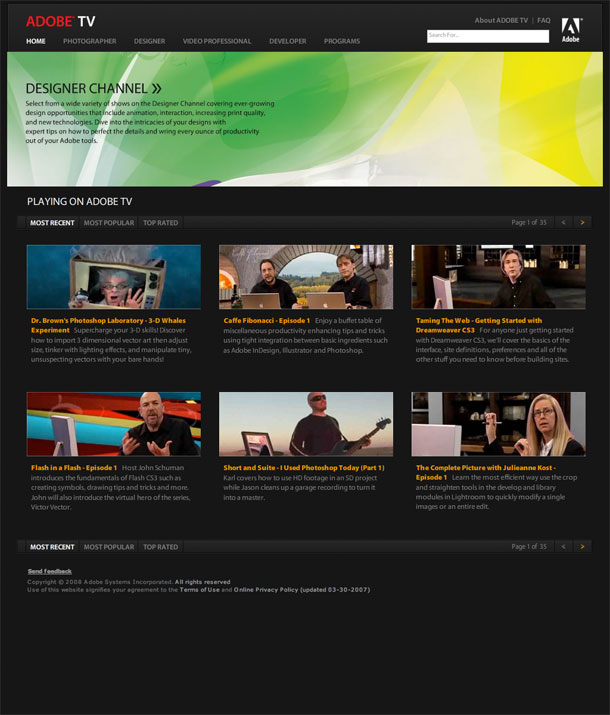 ADOBE TV
About ADOBE TV | FAQ
Adobe
HOME PHOTOGRAPHER DESIGNER VIDEO PROFESSIONAL DEVELOPER PROGRAMS
Search For...
DESIGNER CHANNEL »
Select from a wide variety of shows on the Designer Channel covering ever-growing
design opportunities that include animation, interaction, increasing print quality,
and new technologies. Dive into the intricacies of your designs with
expert tips on how to perfect the details and wring every ounce of productivity
out of your Adobe tools.
PLAYING ON ADOBE TV
MOST RECENT MOST POPULAR TOP RATED Page 1 of 35 < >
Dr. Brown's Photoshop Laboratory - 3-D Whales
Experiment Supercharge your 3-D skills! Discover
how to import 3 dimensional vector art then adjust
size, tinker with lighting effects, and manipulate tiny,
unsuspecting vectors with your bare hands!
Caffe Fibonacci - Episode 1 Enjoy a buffet table of
miscellaneous productivity enhancing tips and tricks
using tight integration between basic ingredients such
as Adobe inDesign, Illustrator and Photoshop.
Taming The Web - Getting Started with
Dreamweaver CS3 For anyone just getting started
with Dreamweaver CS3, we'll cover the basics of the
interface, site definitions, preferences and all of the
other stuff you need to know before building sites.
Flash in a Flash - Episode 1 Host John Schuman
introduces the fundamentals of Flash CS3 such as
creating symbols, drawing tips and tricks and more.
John will also introduce the virtual hero of the series,
Victor Vector.
Short and Suite - I Used Photoshop Today (Part 1)
Karl covers how to use HD footage in an SD project
while Jason cleans up a garage recording to turn it
into a master.
The Complete Picture with Julieanne Kost -
Episode 1 Learn the most efficient way use the crop
and straighten tools in the develop and library
modules in Lightroom to quickly modify a single
images or an entire edit.
MOST RECENT MOST POPULAR TOP RATED Page 1 of 35 < >
Send Feedback
Copyright © 2008 Adobe Systems Incorporated. All rights reserved
Use of this website signifies your agreement to the Terms of Use and Online Privacy Policy (updated 03-30-2007)